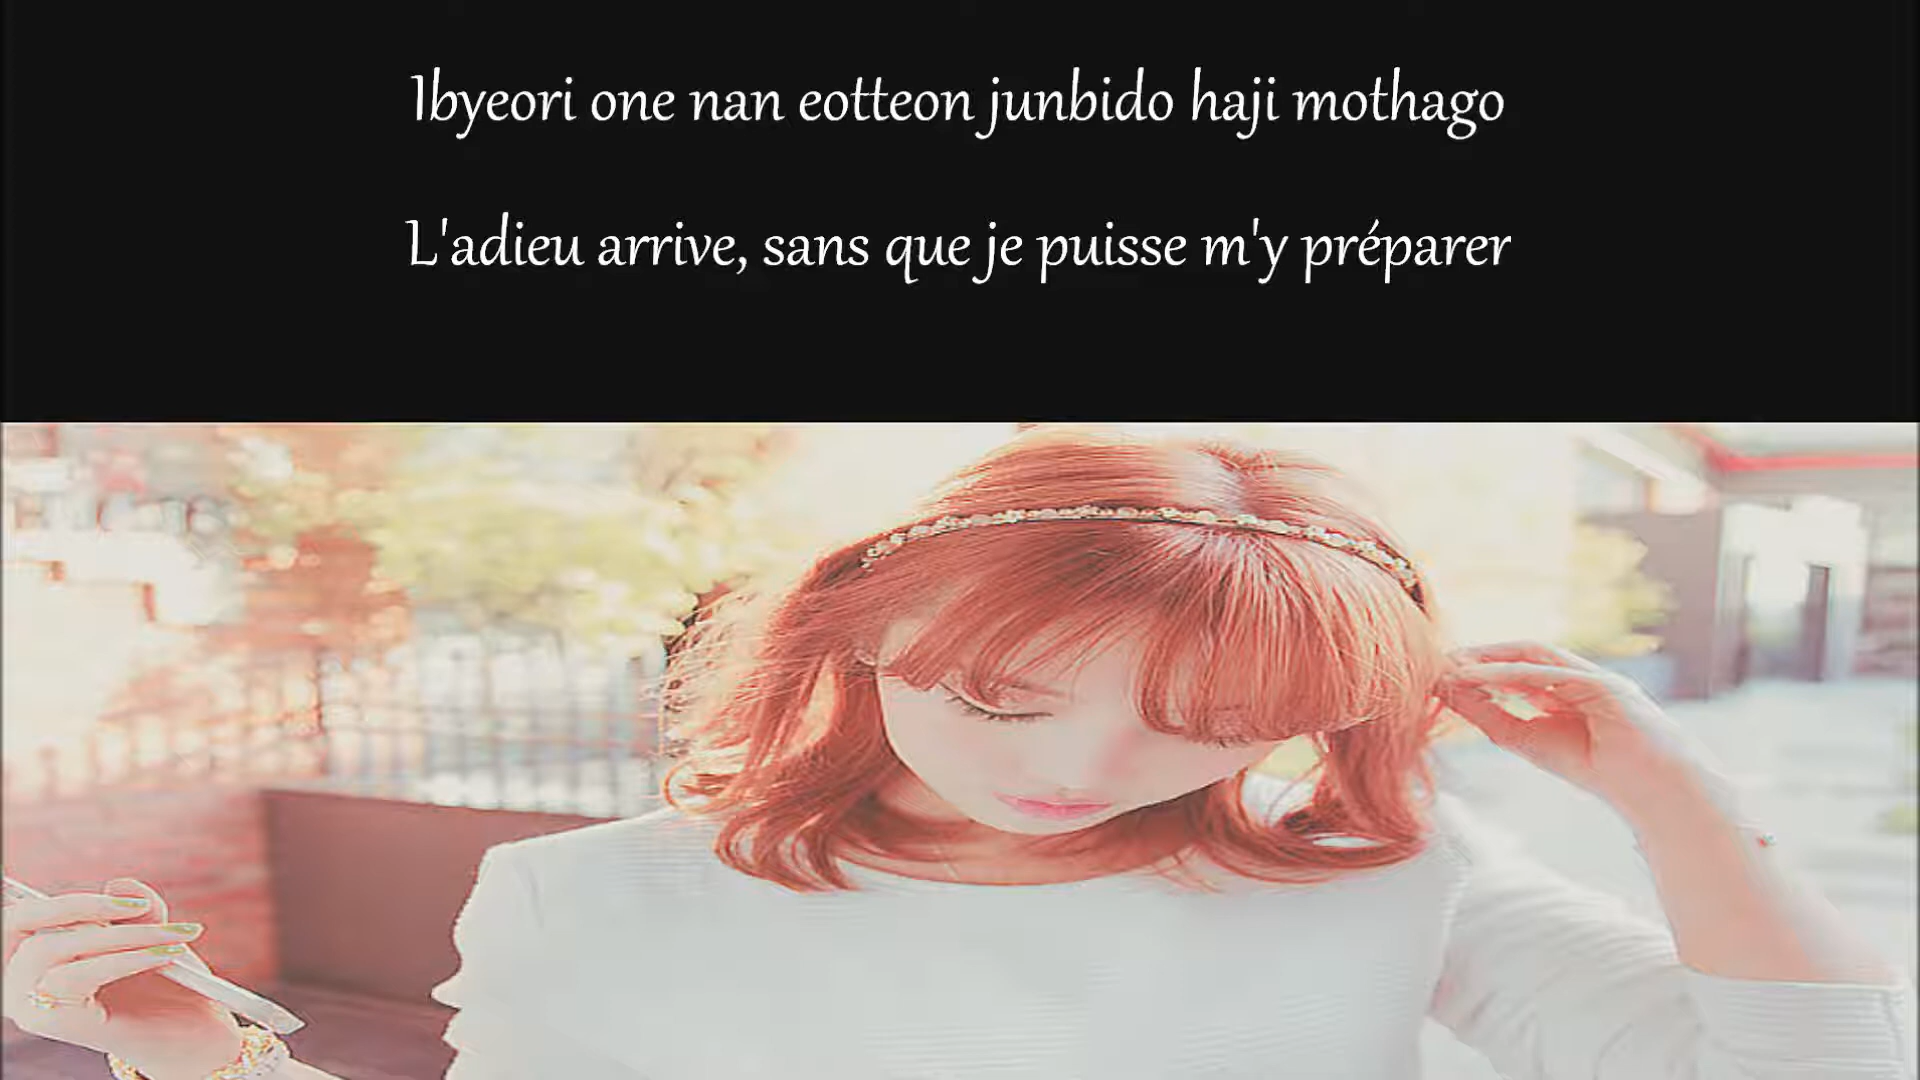 Ibyeori one nan eotteon junbido haji mothago
L'adieu arrive, sans que je puisse m'y préparer